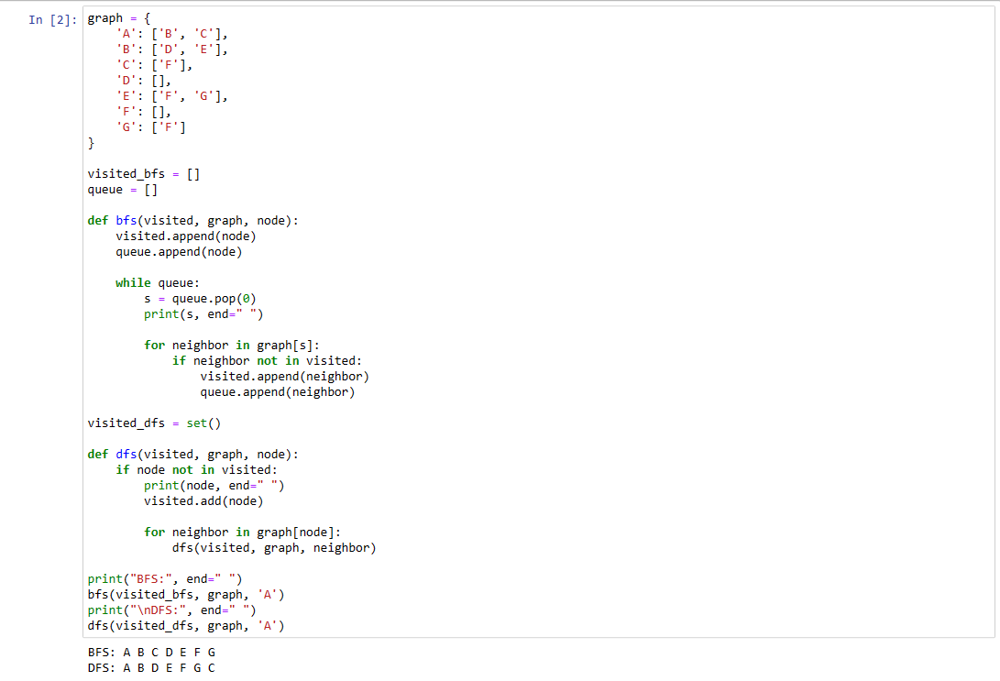 In [2]: graph = {
    'A': ['B', 'C'],
    'B': ['D', 'E'],
    'C': ['F'],
    'D': [],
    'E': ['F', 'G'],
    'F': [],
    'G': ['F']
}

visited_bfs = []
queue = []

def bfs(visited, graph, node):
    visited.append(node)
    queue.append(node)

    while queue:
        s = queue.pop(0)
        print(s, end=" ")

        for neighbor in graph[s]:
            if neighbor not in visited:
                visited.append(neighbor)
                queue.append(neighbor)

visited_dfs = set()

def dfs(visited, graph, node):
    if node not in visited:
        print(node, end=" ")
        visited.add(node)

        for neighbor in graph[node]:
            dfs(visited, graph, neighbor)

print("BFS:", end=" ")
bfs(visited_bfs, graph, 'A')
print("\nDFS:", end=" ")
dfs(visited_dfs, graph, 'A')

BFS: A B C D E F G
DFS: A B D E F G C